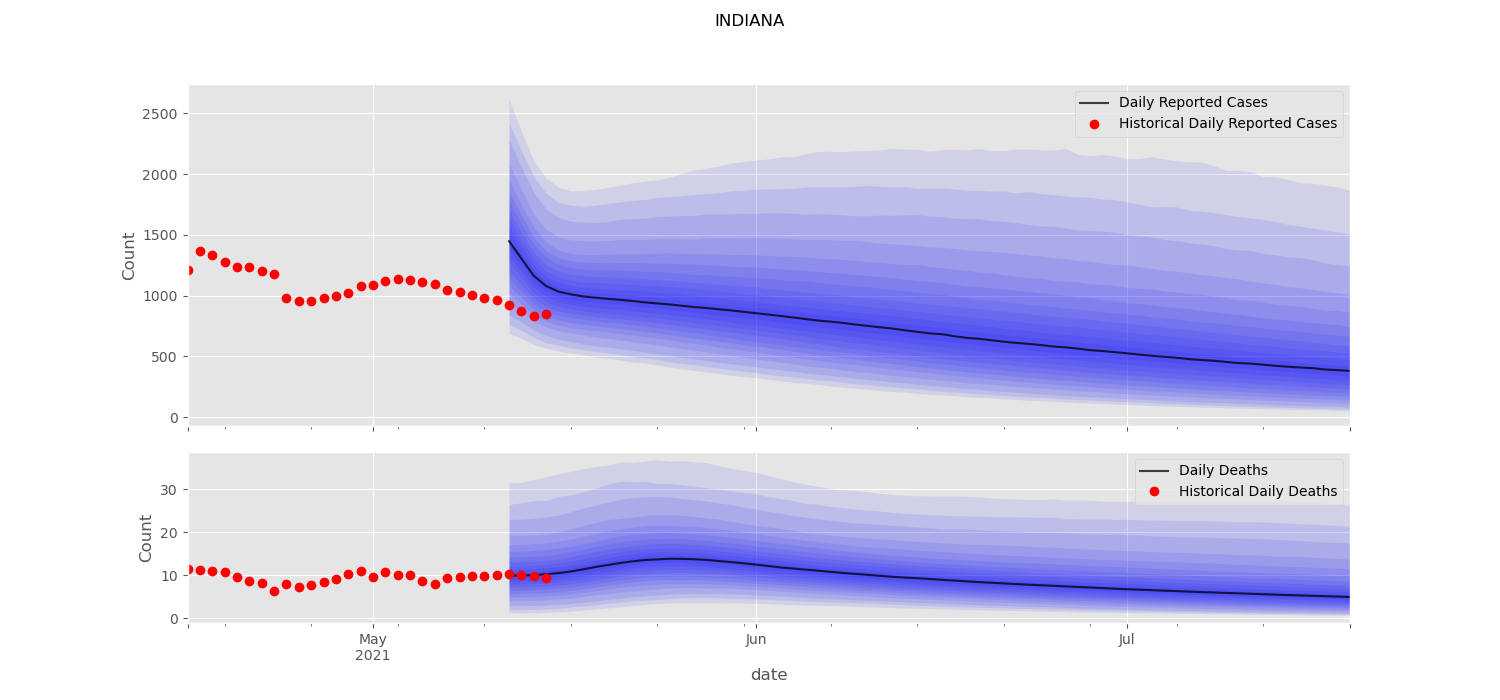 INDIANA
Daily Reported Cases
Historical Daily Reported Cases
2500
2000
1500
1000
500
0
Count
Daily Deaths
Historical Daily Deaths
30
20
10
0
Count
May
2021
Jun
Jul
date